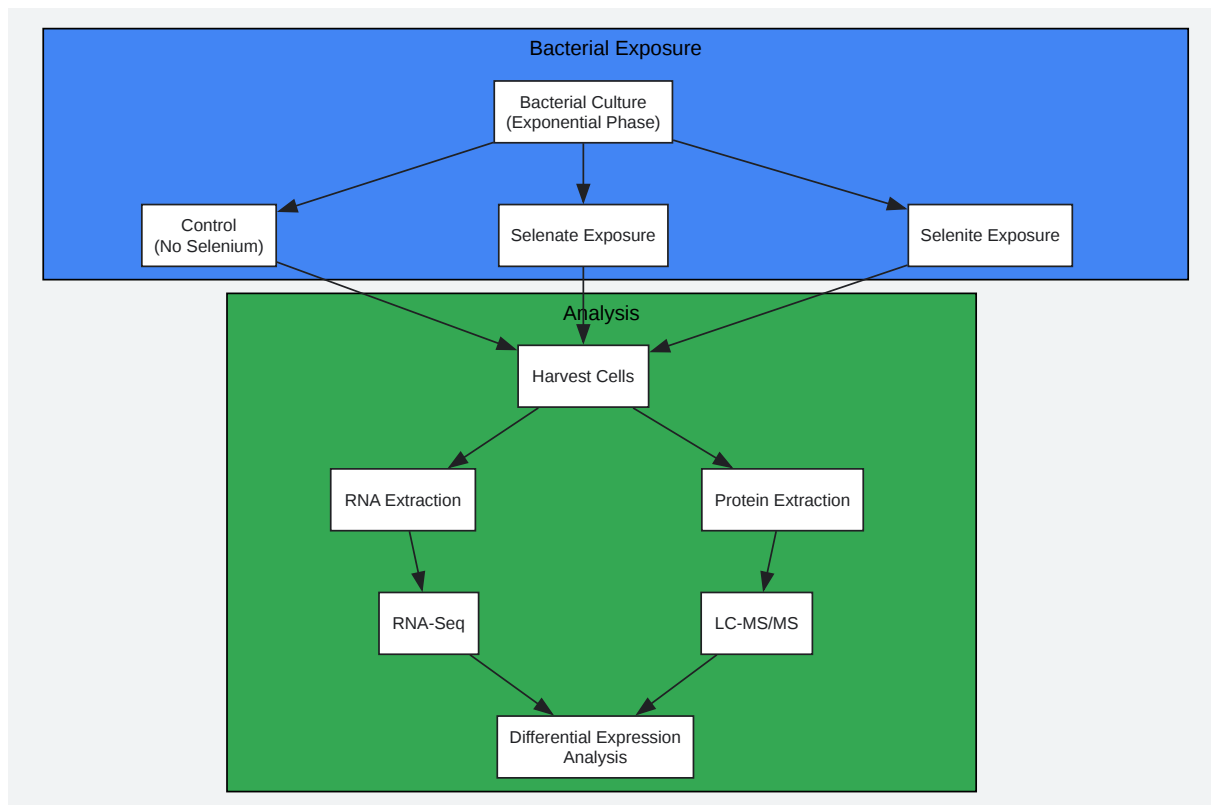 Bacterial Exposure
Bacterial Culture
(Exponential Phase)
Control
(No Selenium)
Selenate Exposure
Selenite Exposure
Analysis
Harvest Cells
RNA Extraction
Protein Extraction
RNA-Seq
LC-MS/MS
Differential Expression
Analysis